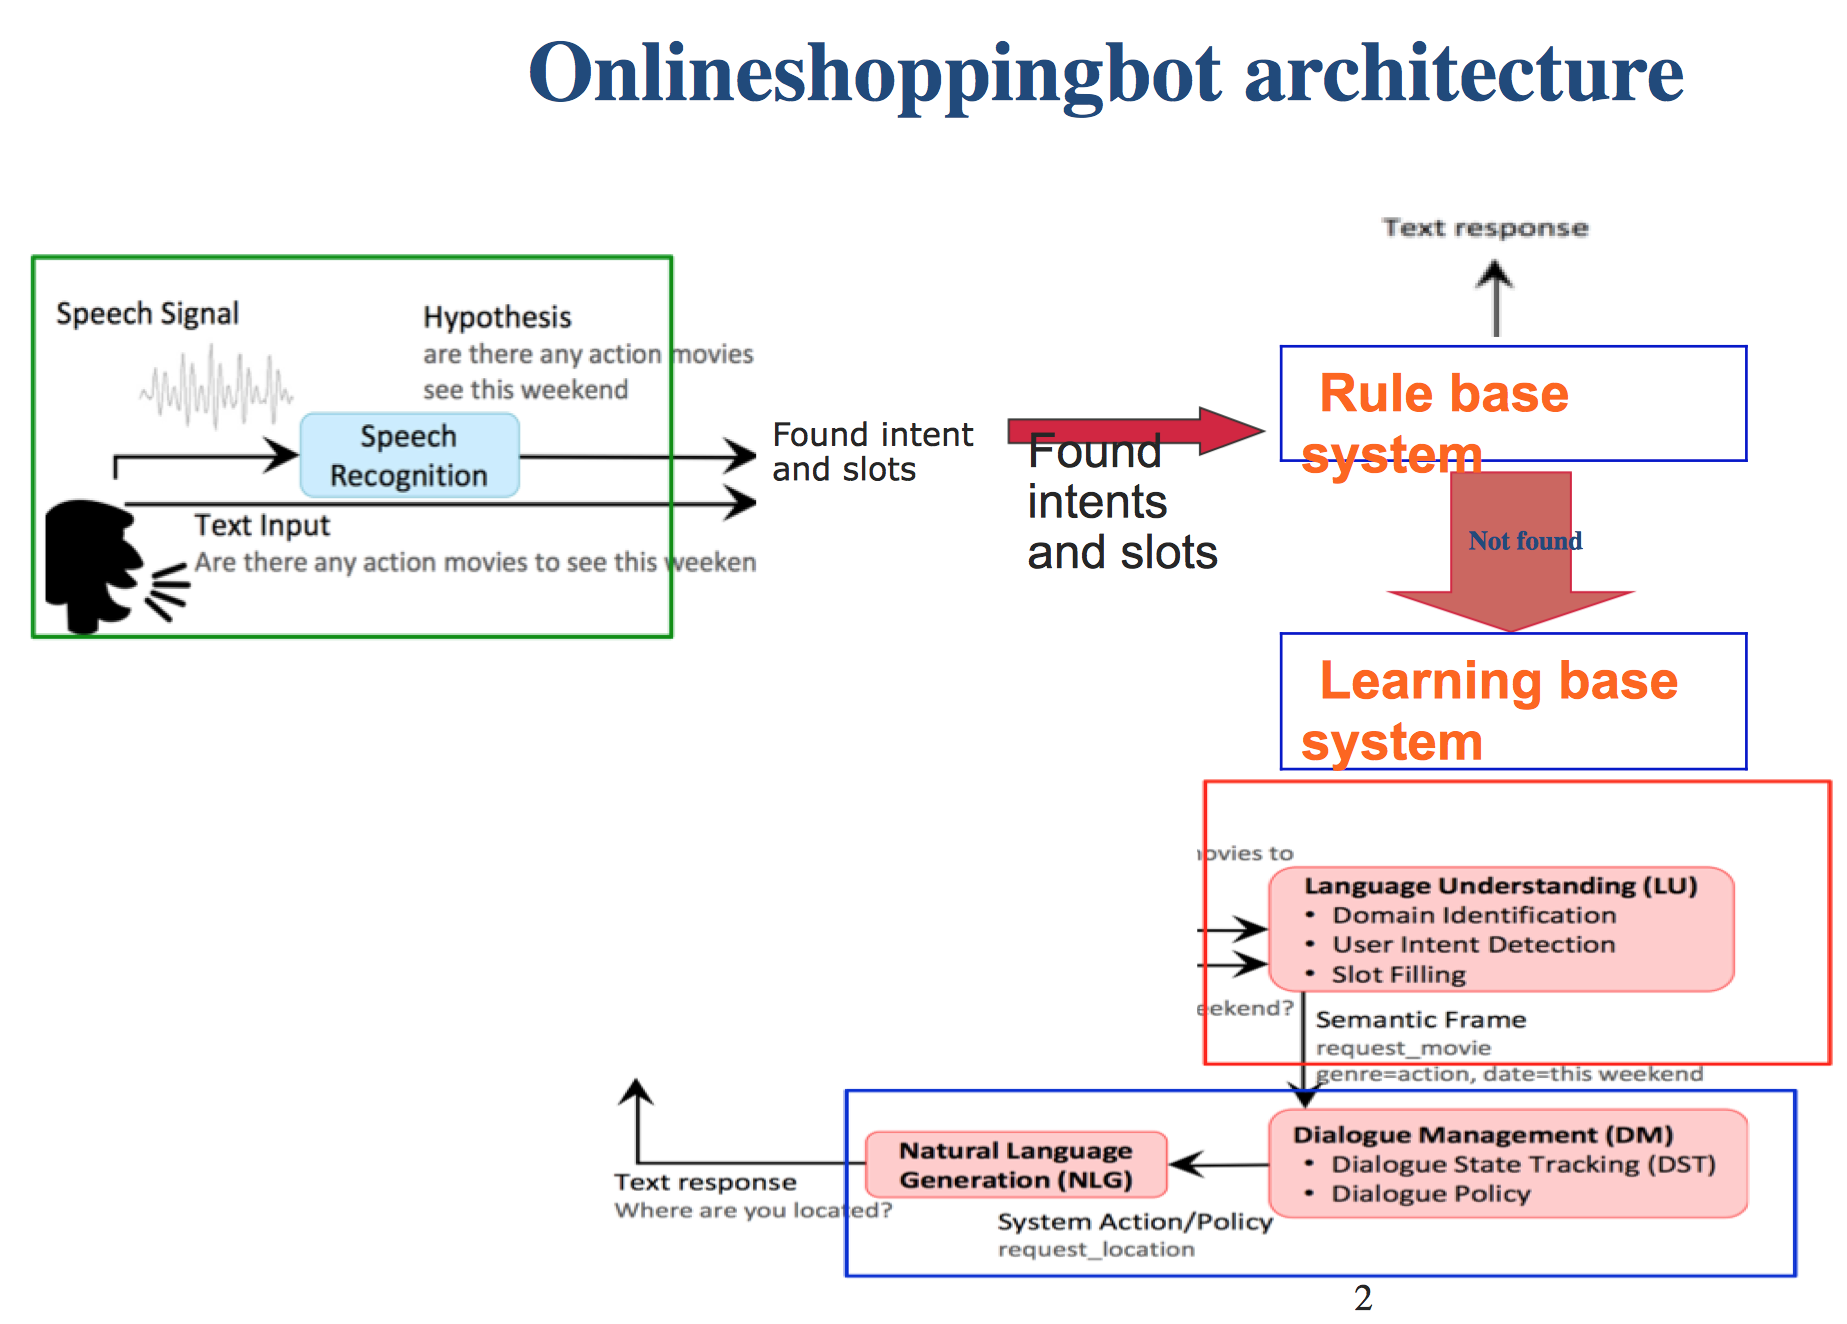 Onlineshoppingbot architecture
Text response
Speech Signal
Hypothesis
are there any action movies
see this weekend
Speech
Recognition
Text Input
Are there any action movies to see this weeken
Found intent
and slots
Found
intents
and slots
Rule base
system
Not found
Learning base
system
ovies to
Language Understanding (LU)
• Domain Identification
• User Intent Detection
• Slot Filling
eekend?
Semantic Frame
request_movie
genre=action, date=this weekend
Dialogue Management (DM)
• Dialogue State Tracking (DST)
• Dialogue Policy
Natural Language
Generation (NLG)
Text response
Where are you located?
System Action/Policy
request_location
2